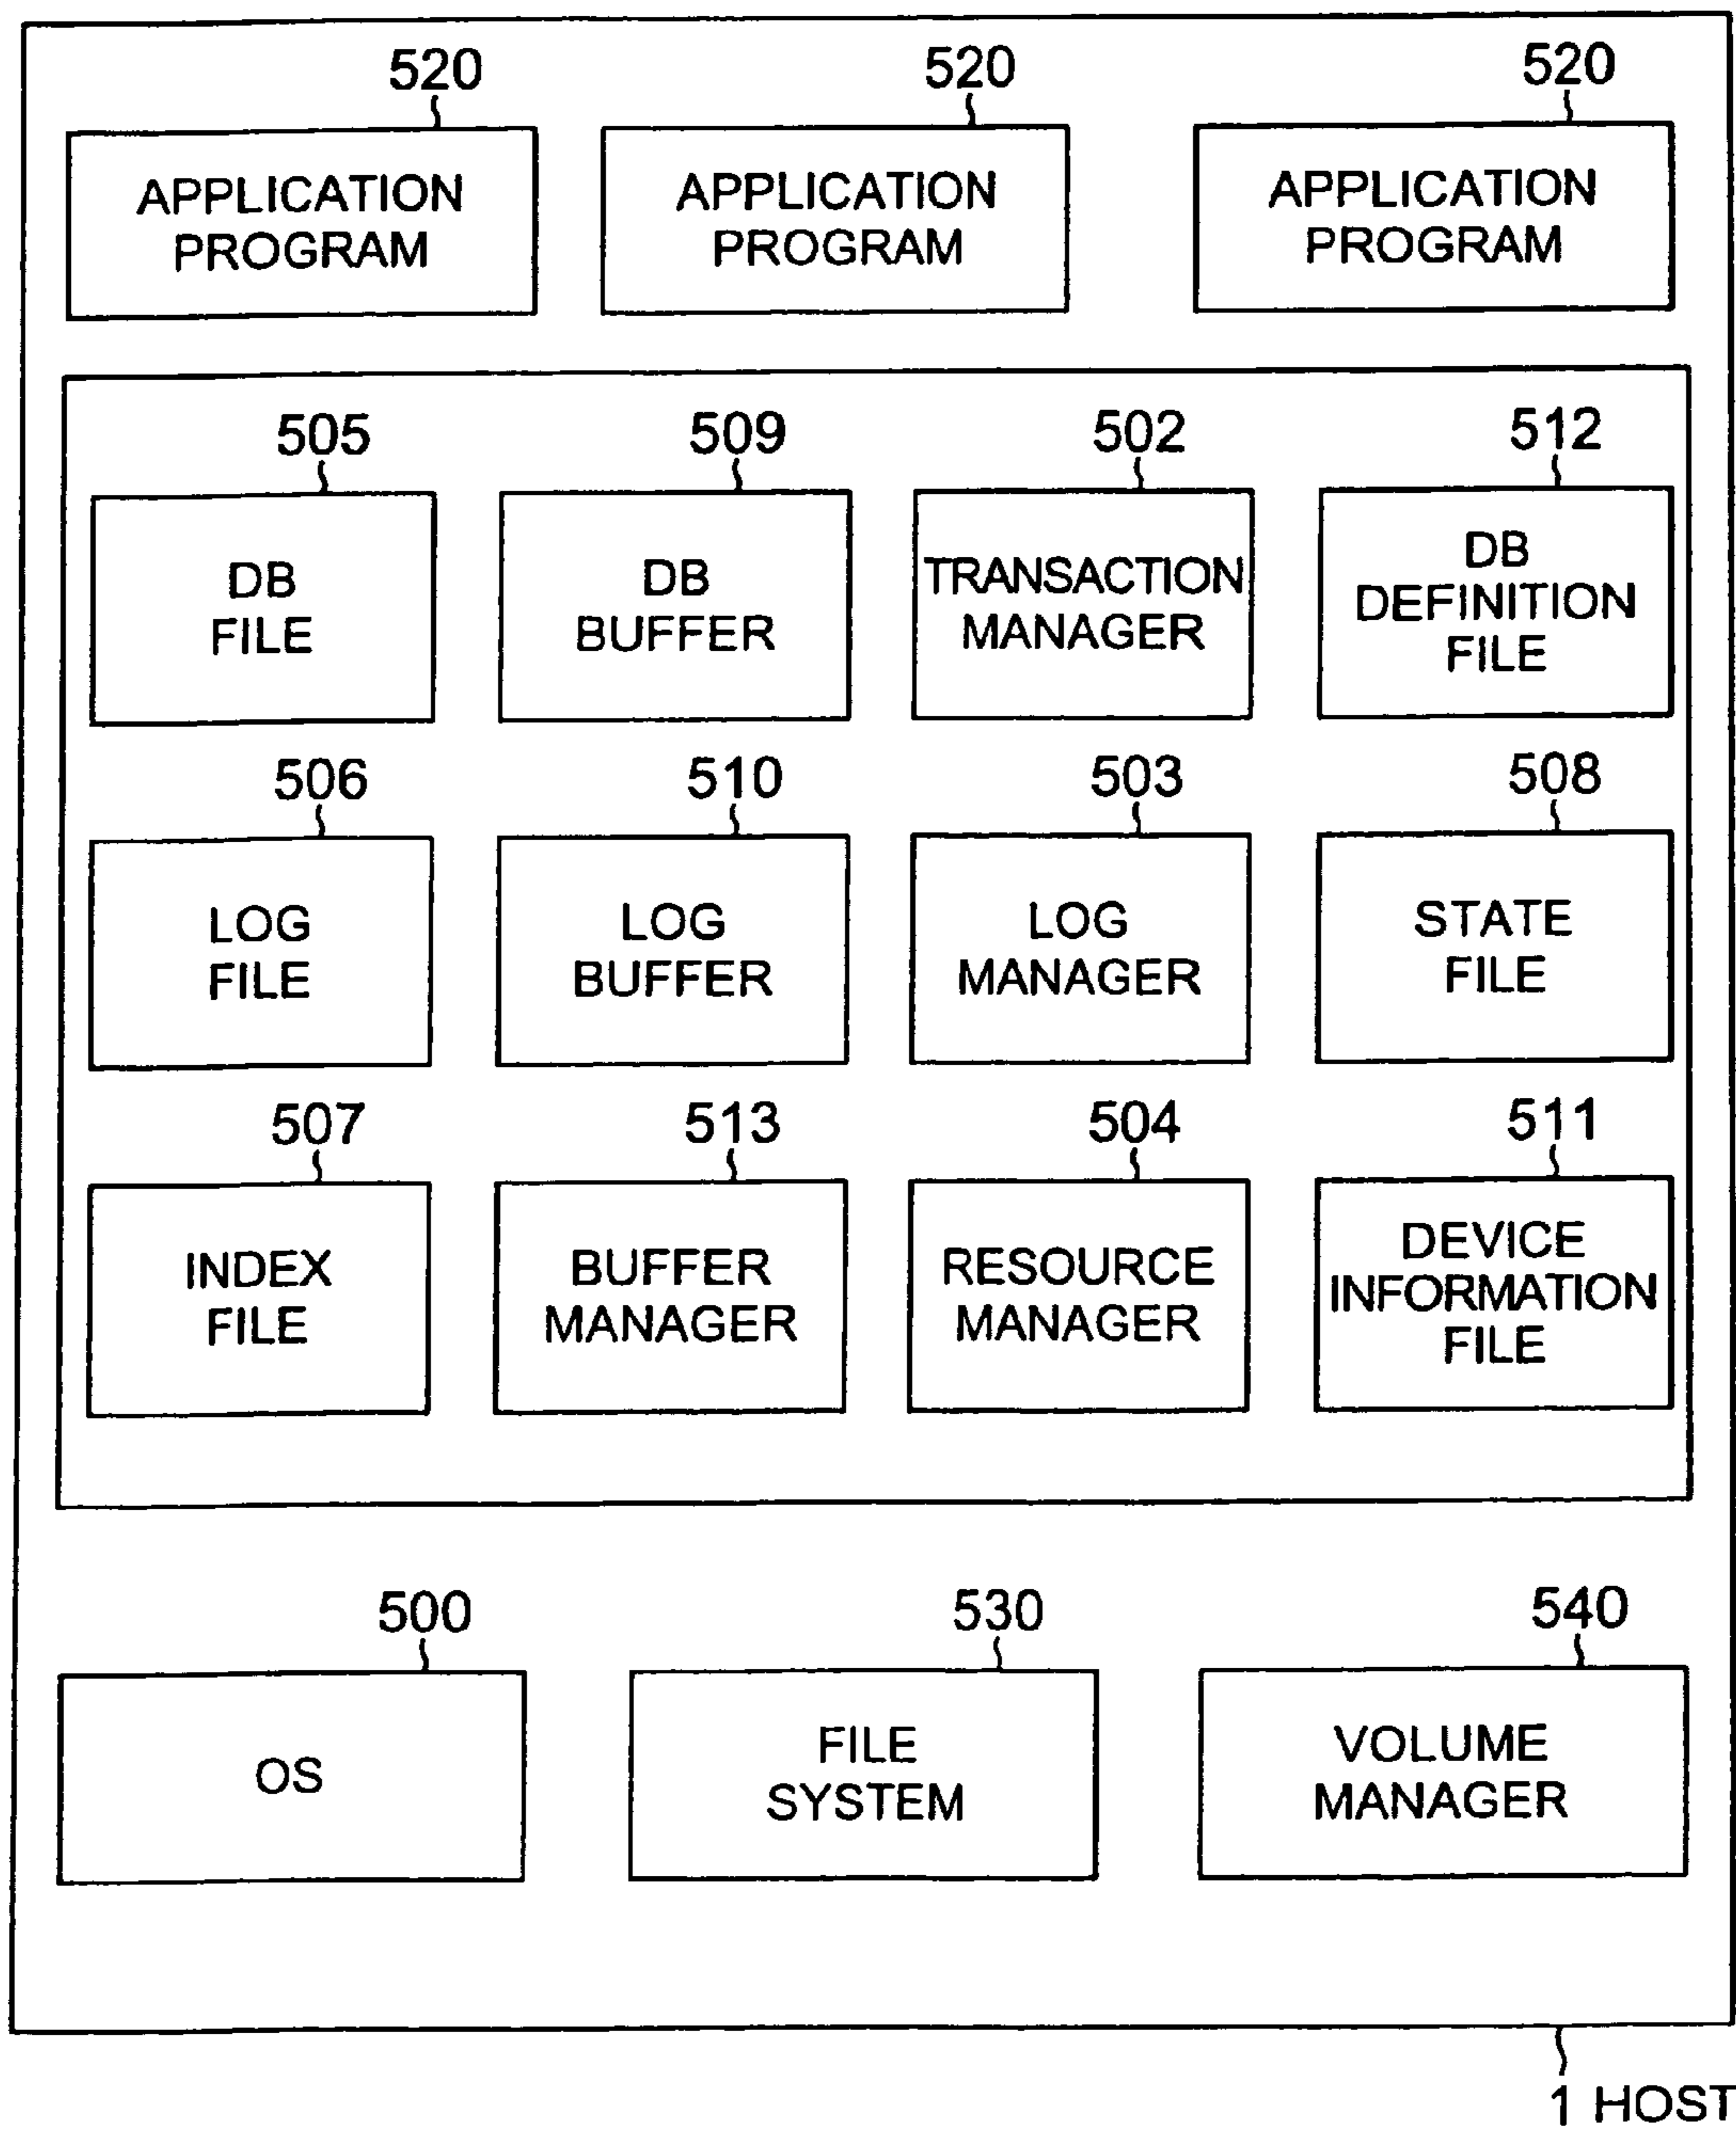 520 520 520
APPLICATION PROGRAM
APPLICATION PROGRAM
APPLICATION PROGRAM
505 509 502 512
DB
FILE
DB
BUFFER
TRANSACTION
MANAGER
DB
DEFINITION
FILE
506 510 503 508
LOG
FILE
LOG
BUFFER
LOG
MANAGER
STATE
FILE
507 513 504 511
INDEX
FILE
BUFFER
MANAGER
RESOURCE
MANAGER
DEVICE
INFORMATION
FILE
500 530 540
OS
FILE
SYSTEM
VOLUME
MANAGER
1 HOST